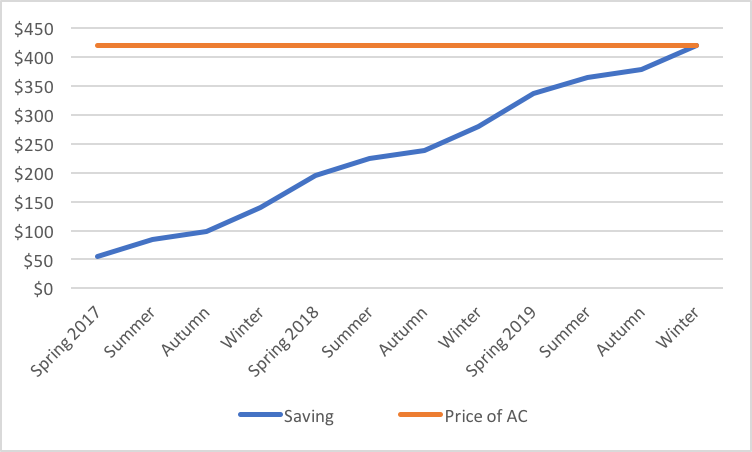 $450
$400
$350
$300
$250
$200
$150
$100
$50
$0
Spring 2017
Summer
Autumn
Winter
Spring 2018
Summer
Autumn
Winter
Spring 2019
Summer
Autumn
Winter
Saving
Price of AC